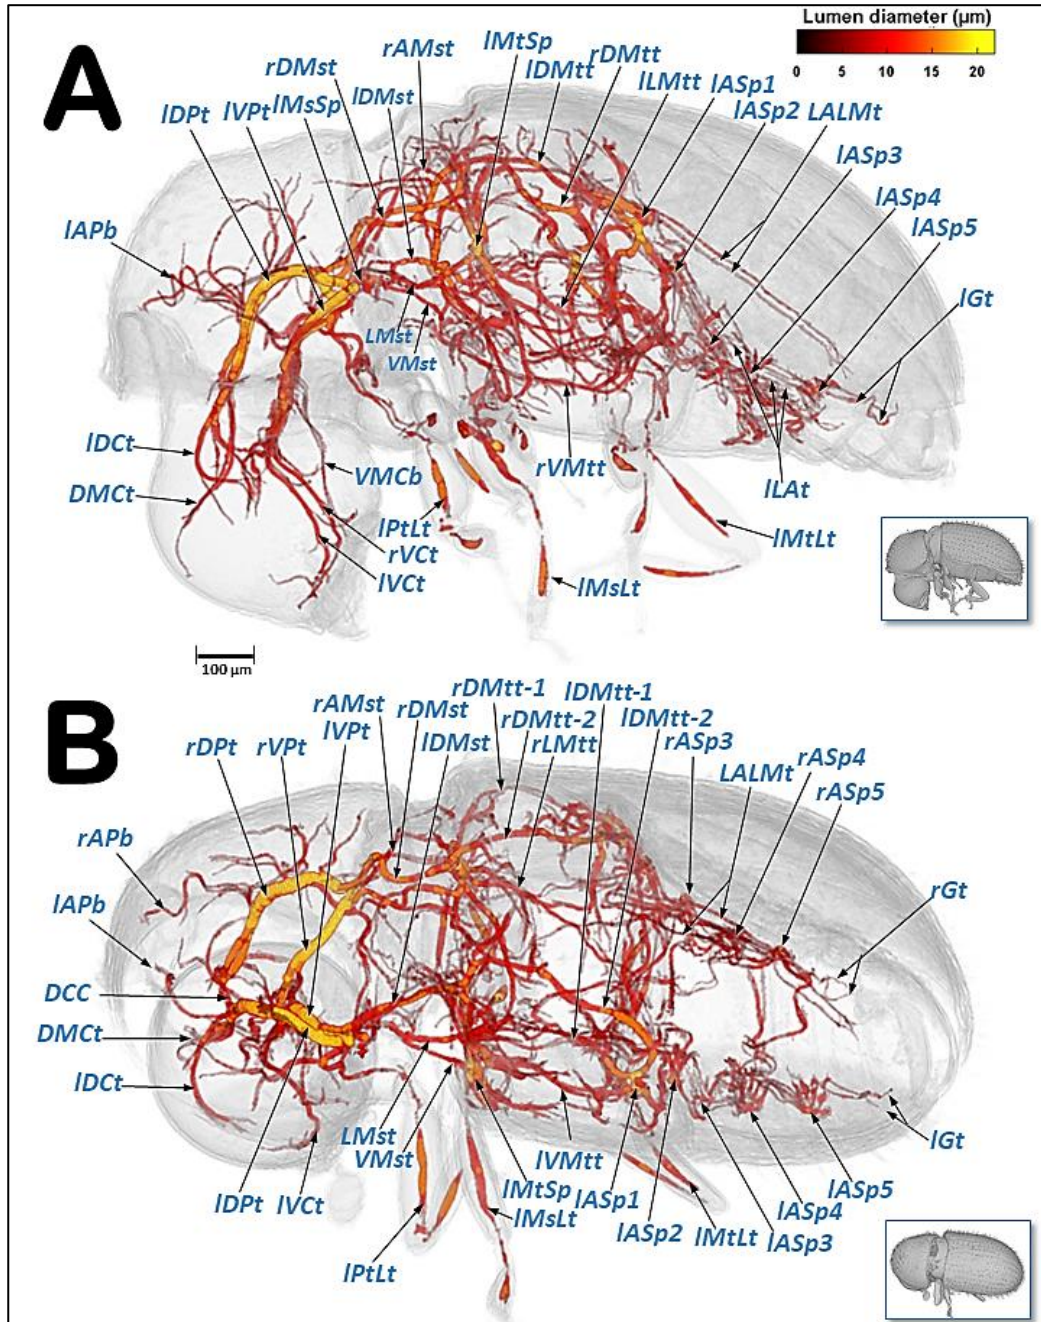 Lumen diameter (µm)
0 5 10 15 20
A
lMtSp
rAMst
rDMtt
rDMst
lDMtt
lASp1
lLMtt
lDMst
lMsSp
lVPt
lDPt
lASp2
LALMt
lASp3
lASp4
lASp5
lAPb
lGt
LMst
VMst
lDCt
VMCb
rVMtt
DMCt
lLAt
lPtLt
rVCt
lVCt
lMtLt
lMsLt
100 µm
B
rDMtt-1
lDMtt-1
rAMst
rDMst
rDMtt-2
lDMtt-2
lVPt
lDMst
rLMtt
rASp3
rDPt
rVPt
LALMt
rASp4
rASp5
rAPb
lAPb
rGt
DCC
DMCt
lDCt
LMst
VMst
lVMtt
lGt
lDPt
lVCt
lMtSp
lASp1
lASp5
lMsLt
lASp4
lASp2
lMtLt
lASp3
lPtLt